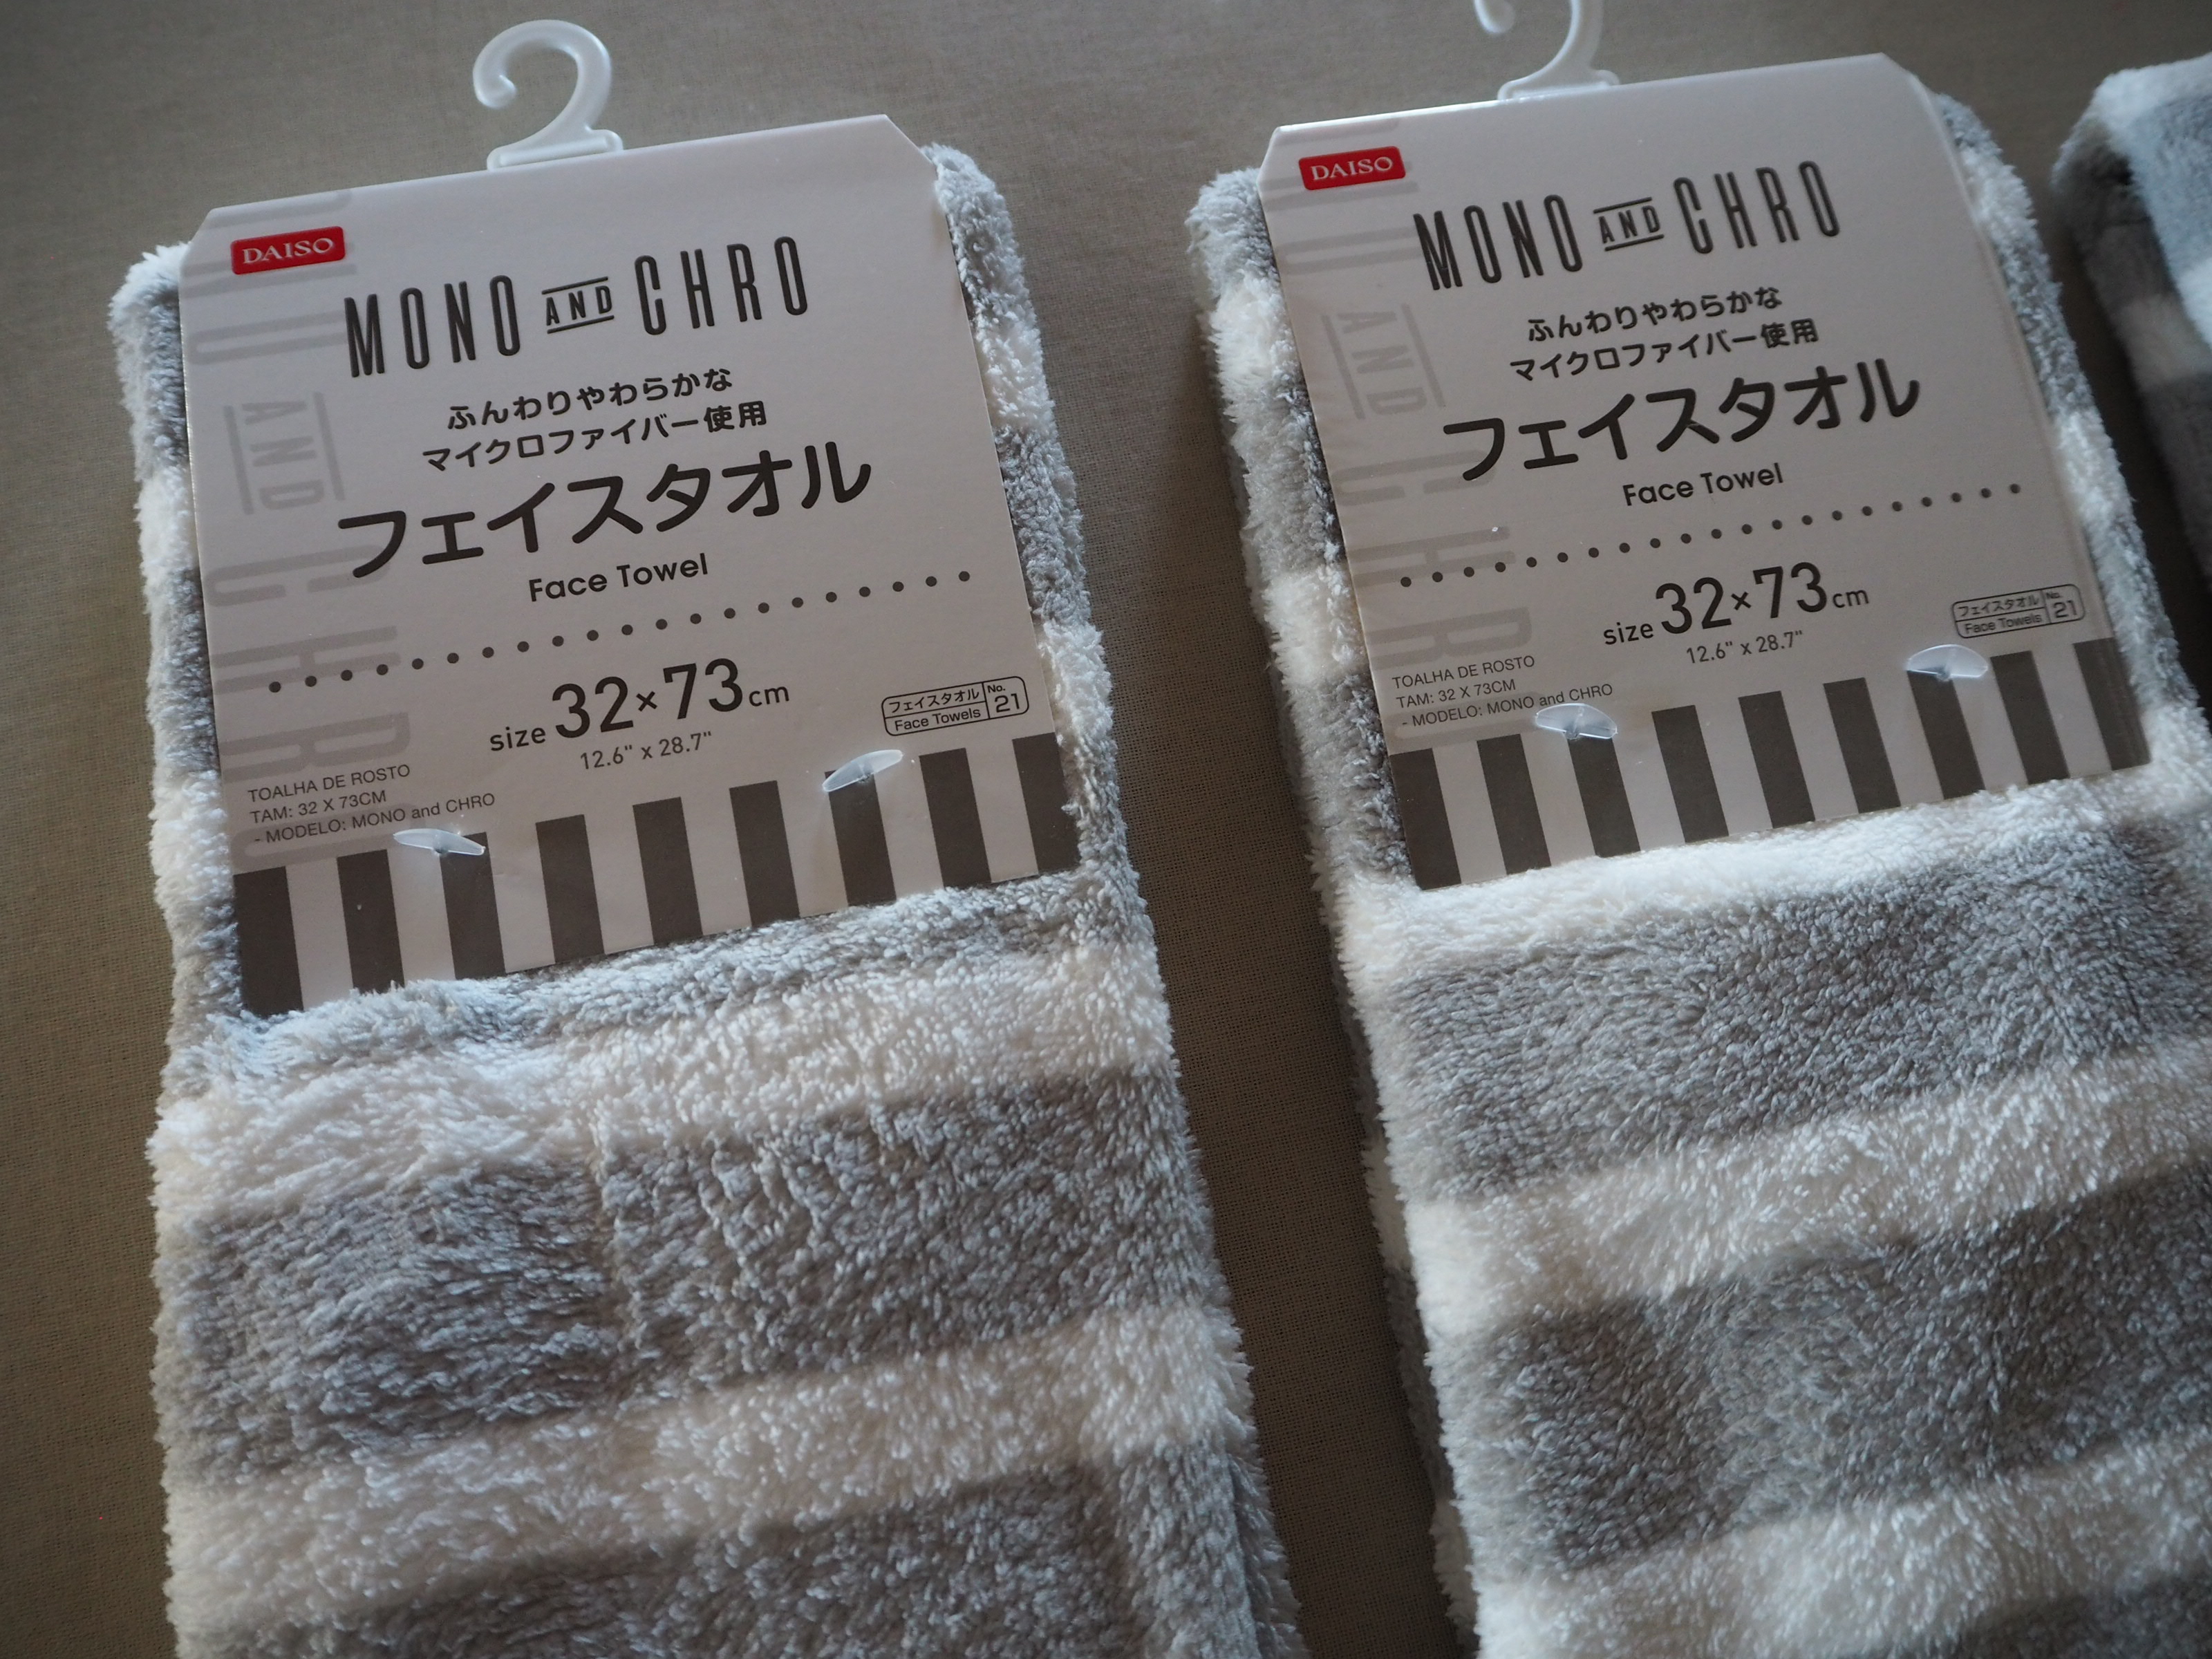 DAISO
MONO AND CHRO
ふんわりやわらかな
マイクロファイバー使用
フェイスタオル
Face Towel
size 32×73cm
12.6" x 28.7"
フェイスタオル No.
Face Towels 21
TOALHA DE ROSTO
TAM: 32 X 73CM
- MODELO: MONO and CHRO
MONO AND CHRO
DAISO
MONO AND CHRO
ふんわりやわらかな
マイクロファイバー使用
フェイスタオル
Face Towel
size 32×73cm
12.6" x 28.7"
フェイスタオル No.
Face Towels 21
TOALHA DE ROSTO
TAM: 32 X 73CM
- MODELO: MONO and CHRO
MONO AND CHRO